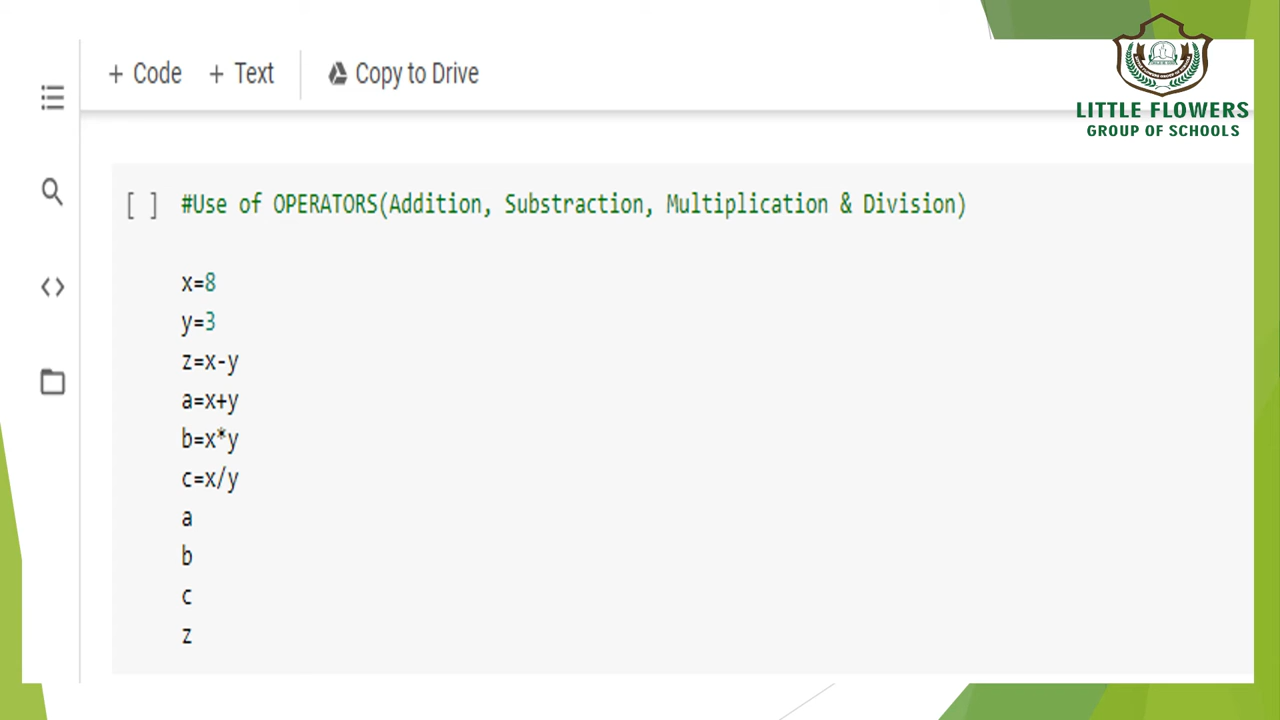 + Code + Text Copy to Drive
LITTLE FLOWERS
GROUP OF SCHOOLS
[ ] #Use of OPERATORS(Addition, Substraction, Multiplication & Division)
x=8
y=3
z=x-y
a=x+y
b=x*y
c=x/y
a
b
c
z